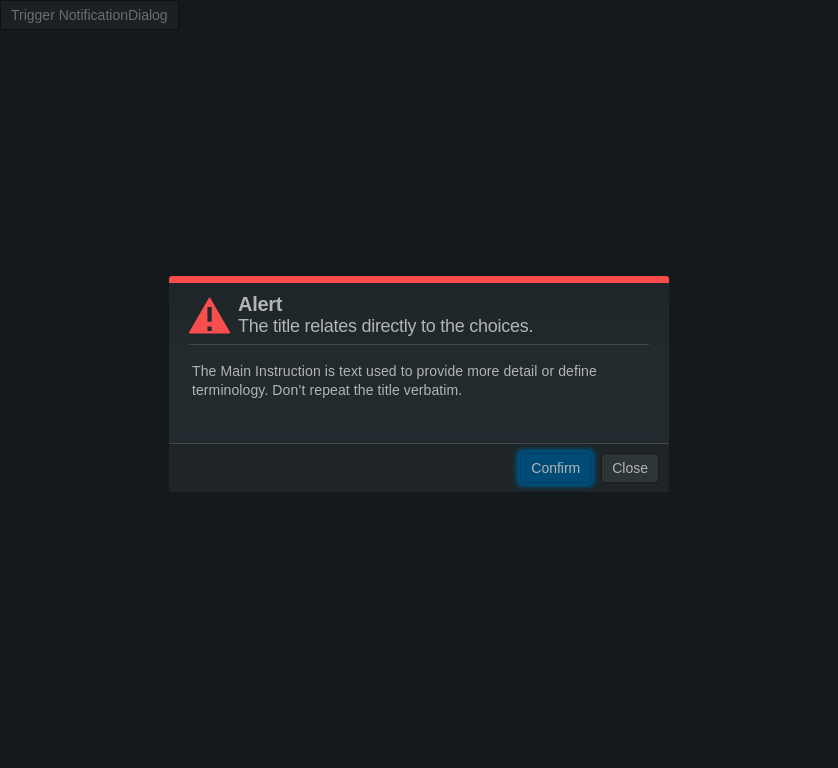 Trigger NotificationDialog
Alert
The title relates directly to the choices.
The Main Instruction is text used to provide more detail or define
terminology. Don’t repeat the title verbatim.
Confirm
Close